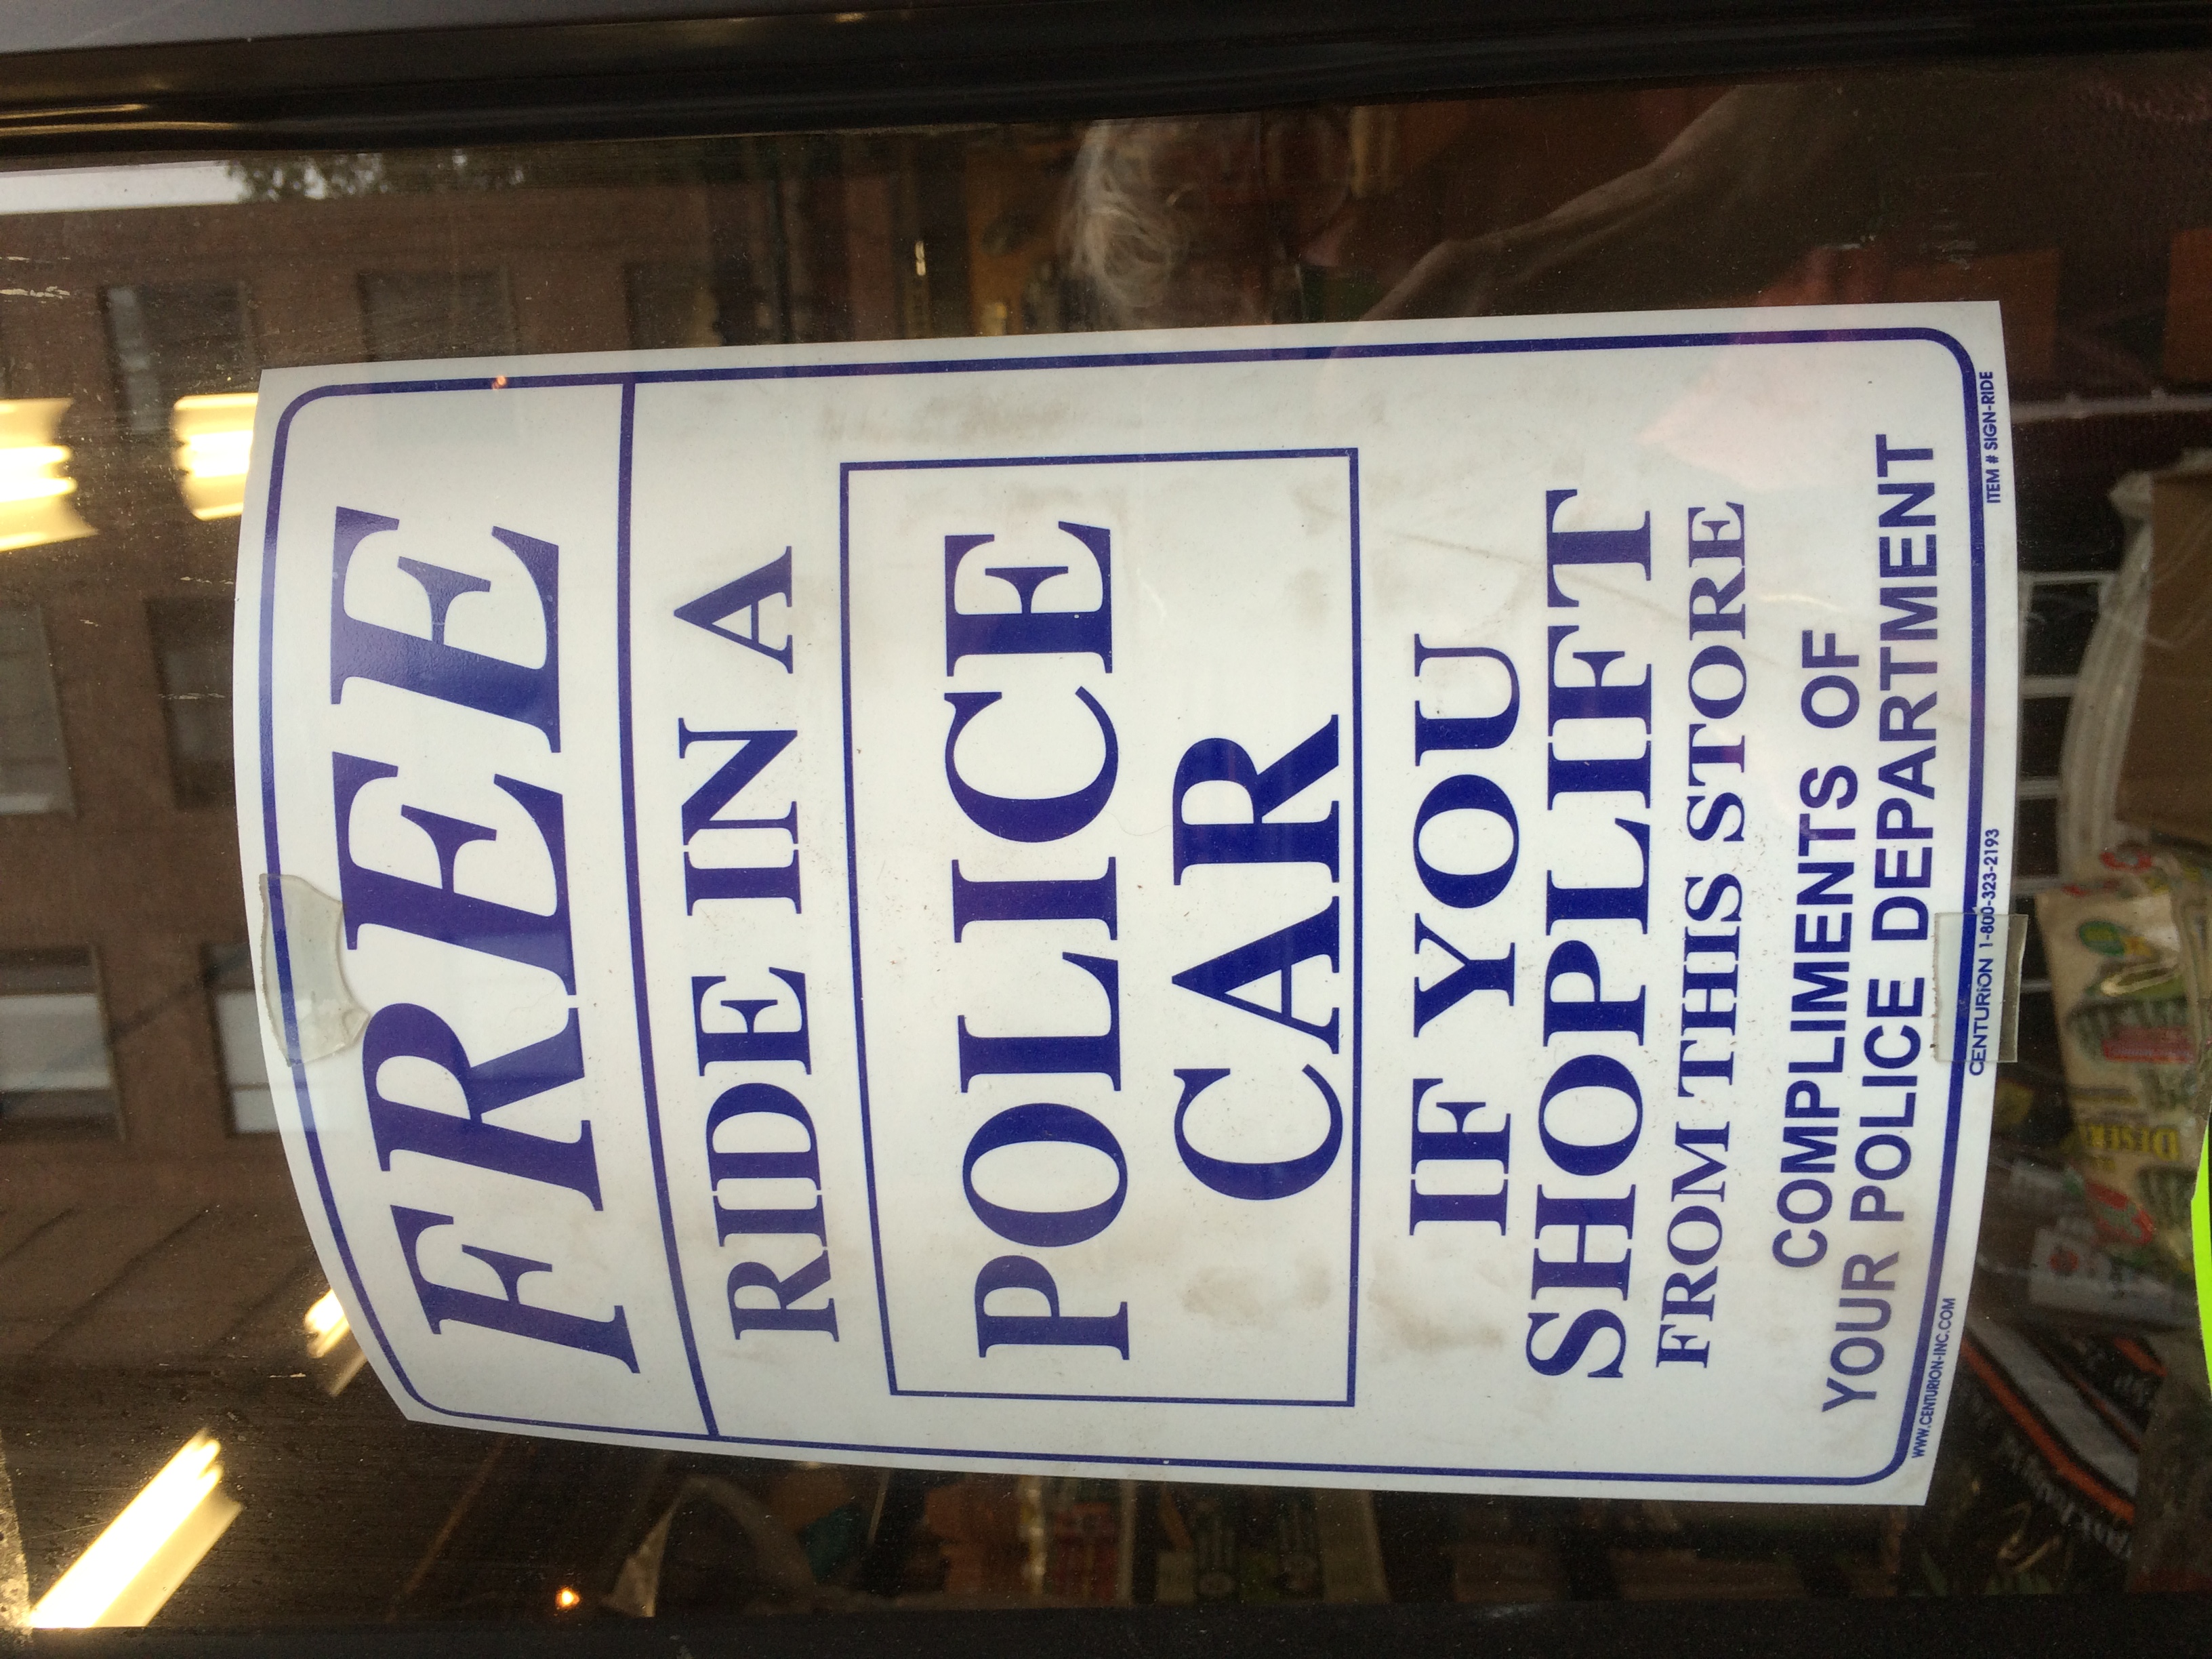 FREE
RIDE IN A
POLICE
CAR
IF YOU
SHOPLIFT
FROM THIS STORE
COMPLIMENTS OF
YOUR POLICE DEPARTMENT
WWW.CENTURION-INC.COM
CENTURION 1-800-323-2193
ITEM # SIGN-RIDE
DESERT